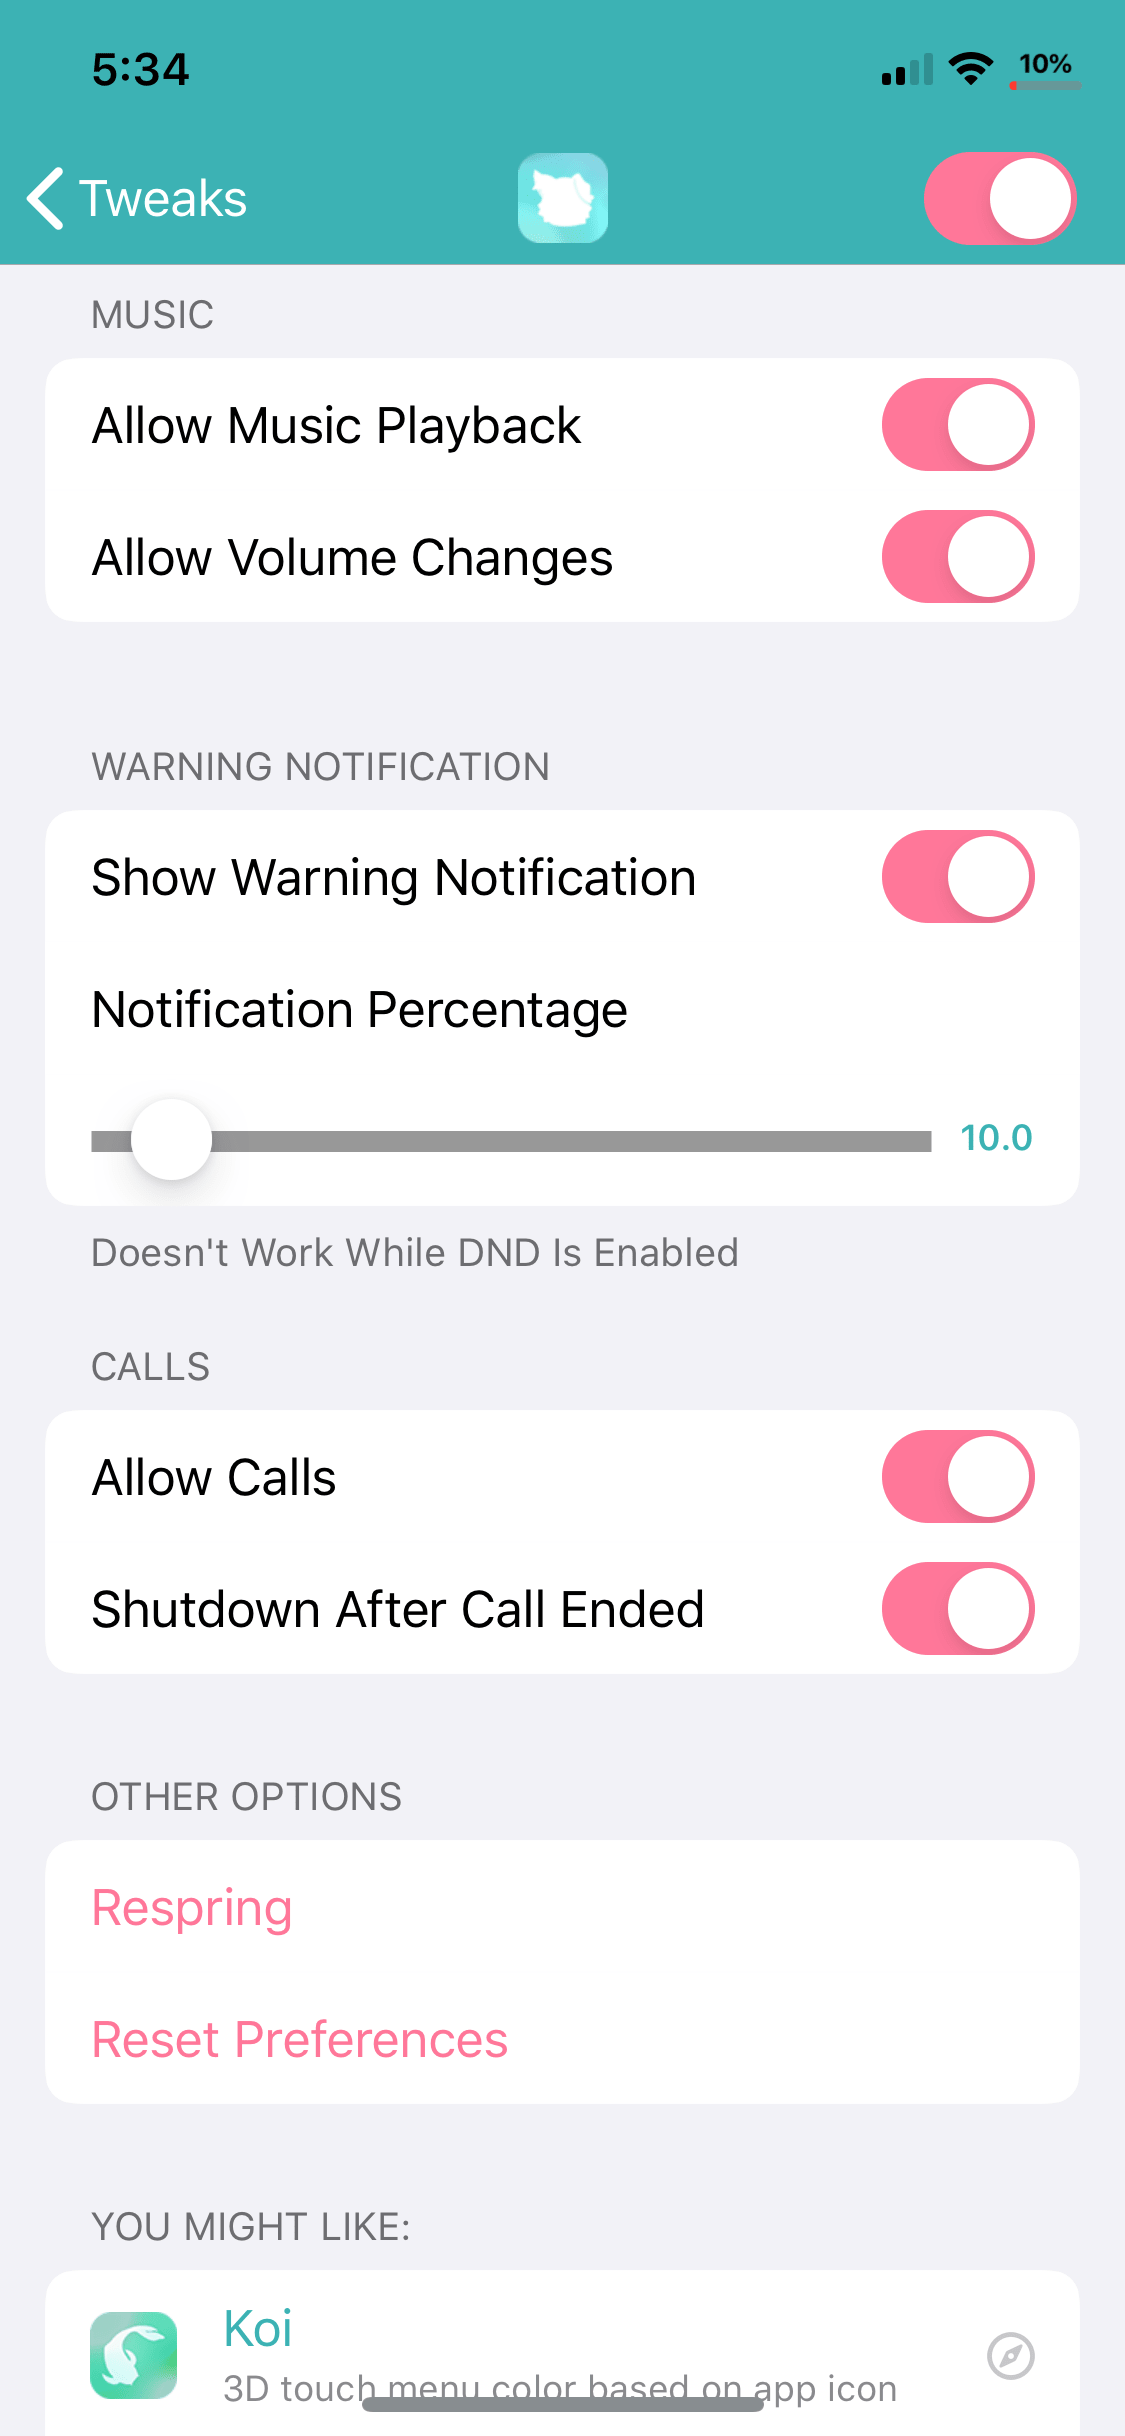 5:34
10%
Tweaks
MUSIC
Allow Music Playback
Allow Volume Changes
WARNING NOTIFICATION
Show Warning Notification
Notification Percentage
10.0
Doesn't Work While DND Is Enabled
CALLS
Allow Calls
Shutdown After Call Ended
OTHER OPTIONS
Respring
Reset Preferences
YOU MIGHT LIKE:
Koi
3D touch menu color based on app icon